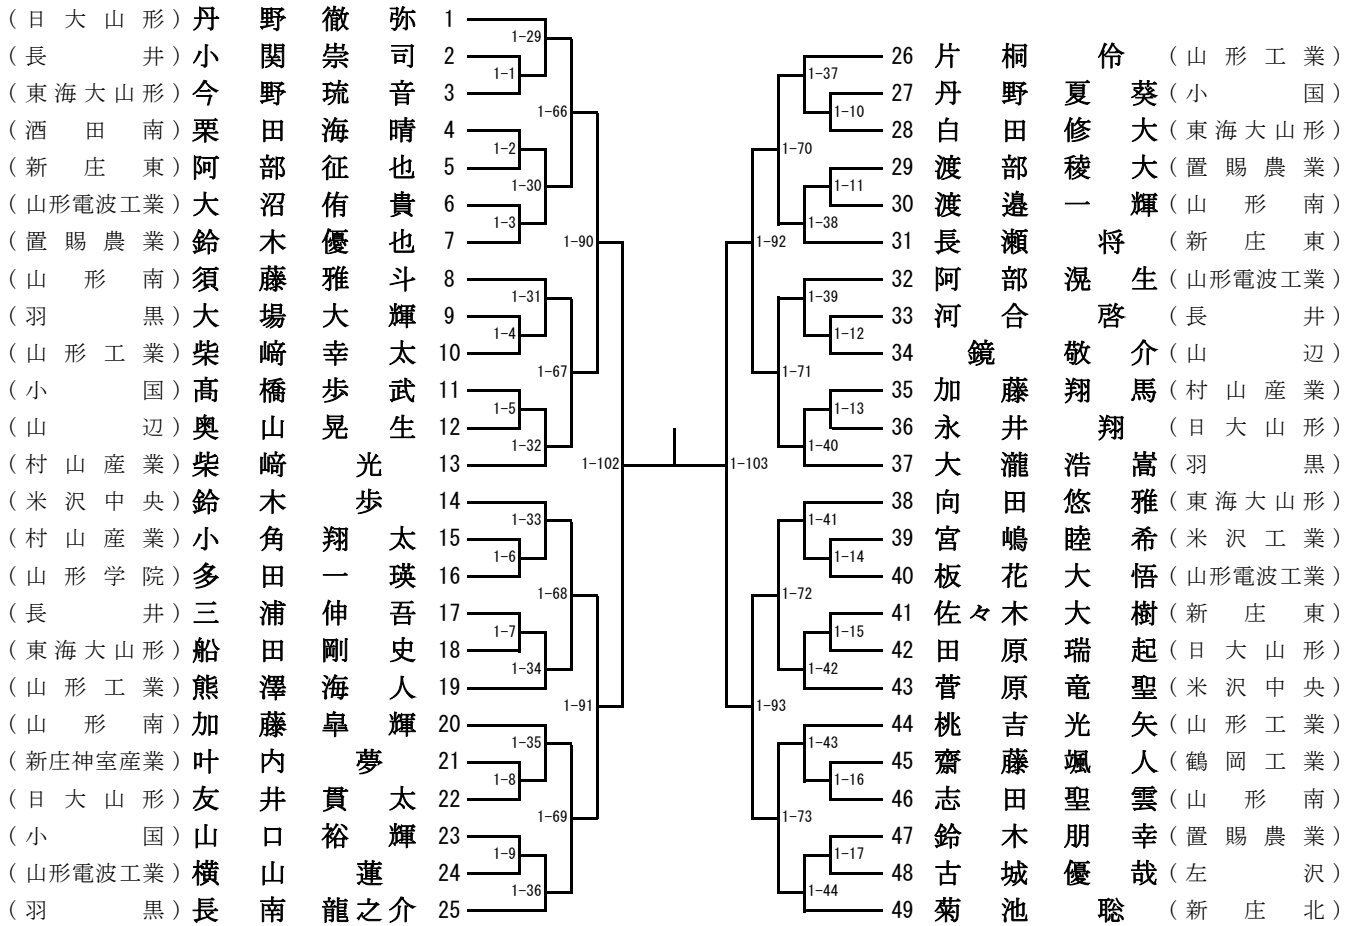 (日大山形) 丹野徹弥 1
(長井) 小関崇司 2
(東海大山形) 今野琉音 3
(酒田南) 栗田海晴 4
(新庄東) 阿部征也 5
(山形電波工業) 大沼侑貴 6
(置賜農業) 鈴木優也 7
(山形南) 須藤雅斗 8
(羽黒) 大場大輝 9
(山形工業) 柴﨑幸太 10
(小国) 髙橋歩武 11
(山辺) 奥山晃生 12
(村山産業) 柴﨑光 13
(米沢中央) 鈴木歩 14
(村山産業) 小角翔太 15
(山形学院) 多田一瑛 16
(長井) 三浦伸吾 17
(東海大山形) 船田剛史 18
(山形工業) 熊澤海人 19
(山形南) 加藤皐輝 20
(新庄神室産業) 叶内夢 21
(日大山形) 友井貫太 22
(小国) 山口裕輝 23
(山形電波工業) 横山蓮 24
(羽黒) 長南龍之介 25
1-29
1-1
1-66
1-2
1-30
1-3
1-90
1-31
1-4
1-67
1-5
1-32
1-102
1-33
1-6
1-68
1-7
1-34
1-91
1-35
1-8
1-69
1-9
1-36
1-37
1-10
1-70
1-11
1-38
1-92
1-39
1-12
1-71
1-13
1-40
1-103
1-41
1-14
1-72
1-15
1-42
1-93
1-43
1-16
1-73
1-17
1-44
26 片桐伶 (山形工業)
27 丹野夏葵 (小国)
28 白田修大 (東海大山形)
29 渡部稜大 (置賜農業)
30 渡邉一輝 (山形南)
31 長瀬将 (新庄東)
32 阿部滉生 (山形電波工業)
33 河合啓 (長井)
34 鏡敬介 (山辺)
35 加藤翔馬 (村山産業)
36 永井翔 (日大山形)
37 大瀧浩嵩 (羽黒)
38 向田悠雅 (東海大山形)
39 宮嶋睦希 (米沢工業)
40 板花大悟 (山形電波工業)
41 佐々木大樹 (新庄東)
42 田原瑞起 (日大山形)
43 菅原竜聖 (米沢中央)
44 桃吉光矢 (山形工業)
45 齋藤颯人 (鶴岡工業)
46 志田聖雲 (山形南)
47 鈴木朋幸 (置賜農業)
48 古城優哉 (左沢)
49 菊池聡 (新庄北)